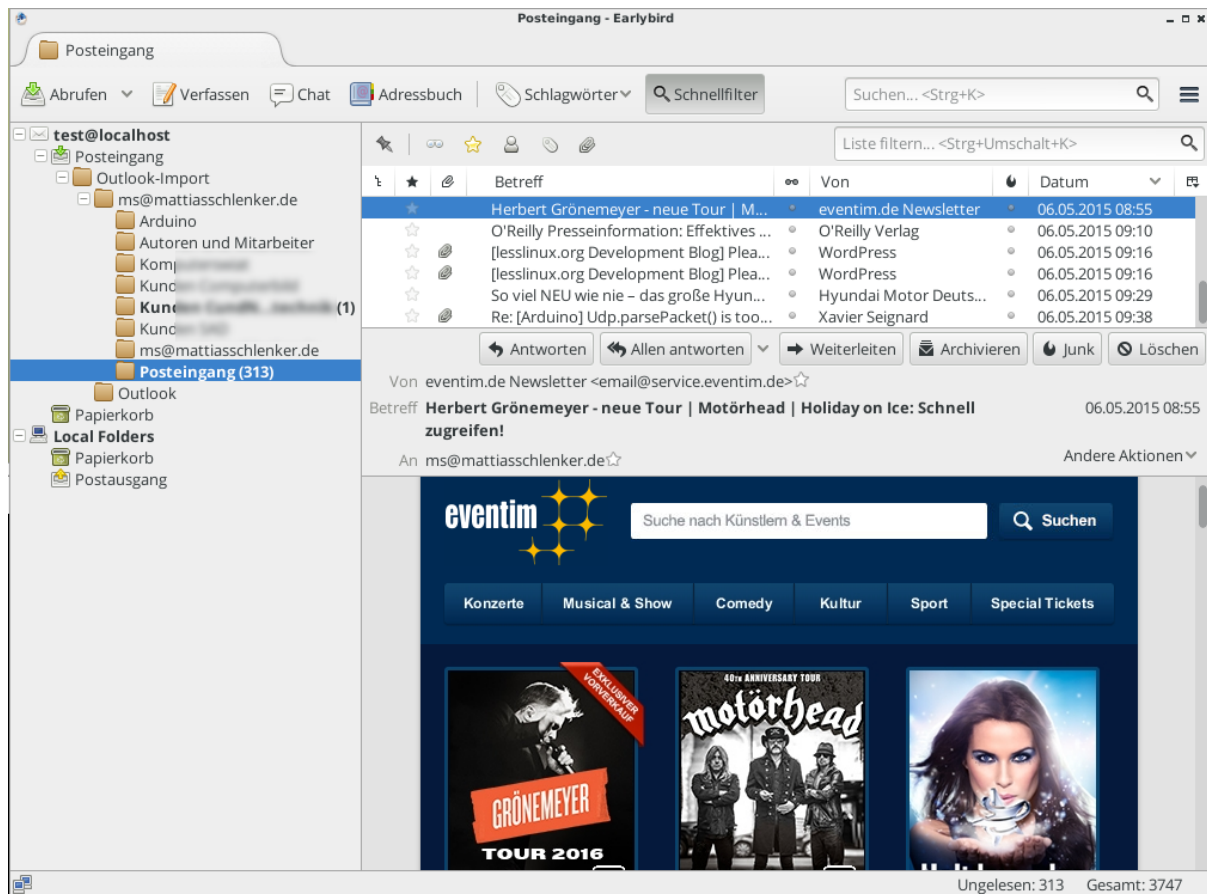 Posteingang - Earlybird
Posteingang
Abrufen Verfassen Chat Adressbuch Schlagwörter Schnellfilter Suchen... <Strg+K>
test@localhost
Posteingang
Outlook-Import
ms@mattiasschlenker.de
Arduino
Autoren und Mitarbeiter
Kunden
Kunden (1)
Kunden
ms@mattiasschlenker.de
Posteingang (313)
Outlook
Papierkorb
Local Folders
Papierkorb
Postausgang
Liste filtern... <Strg+Umschalt+K>
Betreff Von Datum
Herbert Grönemeyer - neue Tour | M... eventim.de Newsletter 06.05.2015 08:55
O'Reilly Presseinformation: Effektives ... O'Reilly Verlag 06.05.2015 09:10
[lesslinux.org Development Blog] Plea... WordPress 06.05.2015 09:16
[lesslinux.org Development Blog] Plea... WordPress 06.05.2015 09:16
So viel NEU wie nie – das große Hyun... Hyundai Motor Deuts... 06.05.2015 09:29
Re: [Arduino] Udp.parsePacket() is too... Xavier Seignard 06.05.2015 09:38
Antworten Allen antworten Weiterleiten Archivieren Junk Löschen
Von eventim.de Newsletter <email@service.eventim.de>
Betreff Herbert Grönemeyer - neue Tour | Motörhead | Holiday on Ice: Schnell 06.05.2015 08:55
zugreifen!
An ms@mattiasschlenker.de Andere Aktionen
eventim Suche nach Künstlern & Events Suchen
Konzerte Musical & Show Comedy Kultur Sport Special Tickets
EXKLUSIVER
VORVERKAUF
GRÖNEMEYER
TOUR 2016
40TH ANNIVERSARY TOUR
motörhead
Ungelesen: 313 Gesamt: 3747